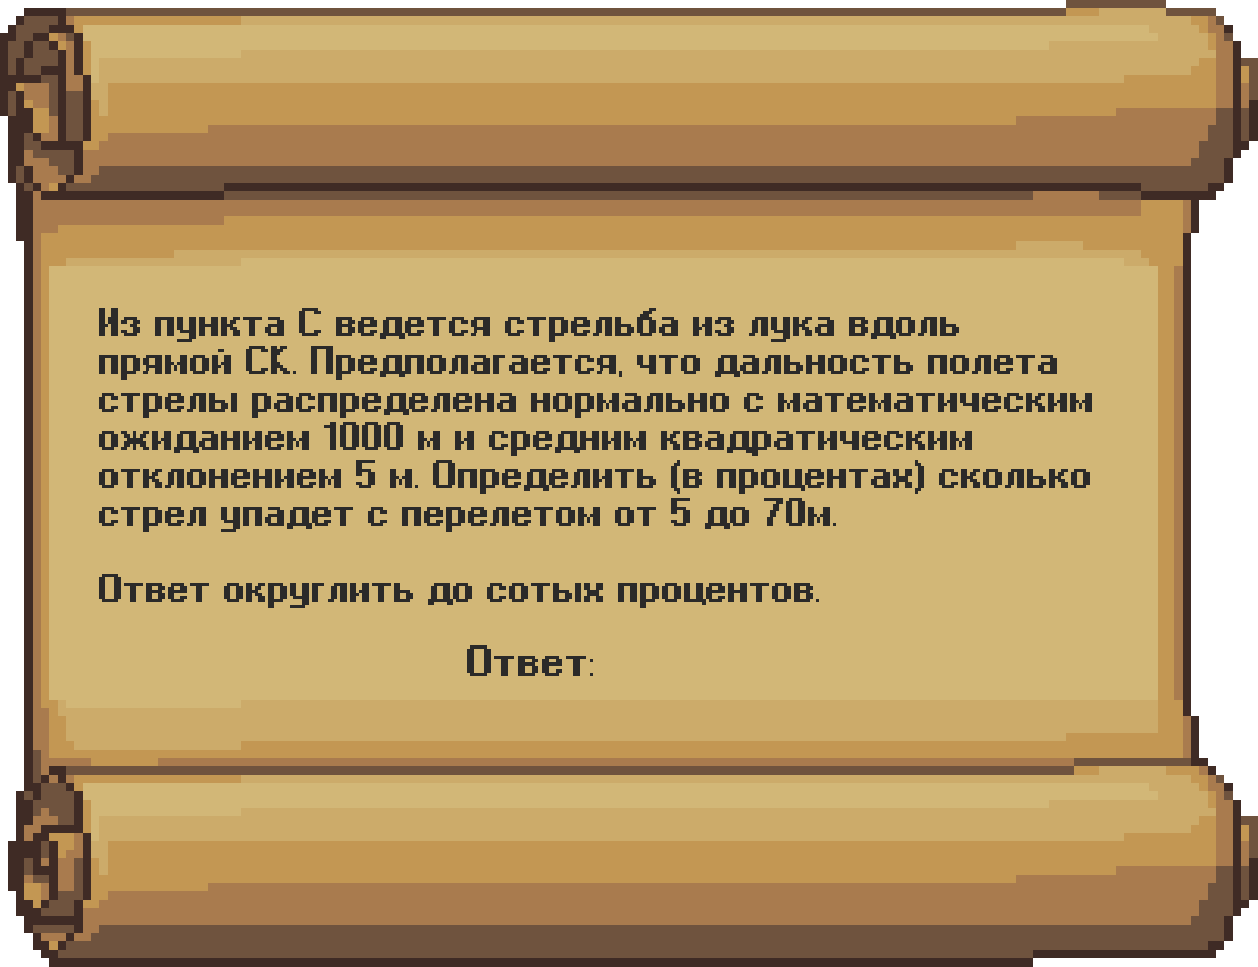 Из пункта С ведется стрельба из лука вдоль
прямой СК. Предполагается, что дальность полета
стрелы распределена нормально с математическим
ожиданием 1000 м и средним квадратическим
отклонением 5 м. Определить (в процентах) сколько
стрел упадет с перелетом от 5 до 70м.
Ответ округлить до сотых процентов.
Ответ: